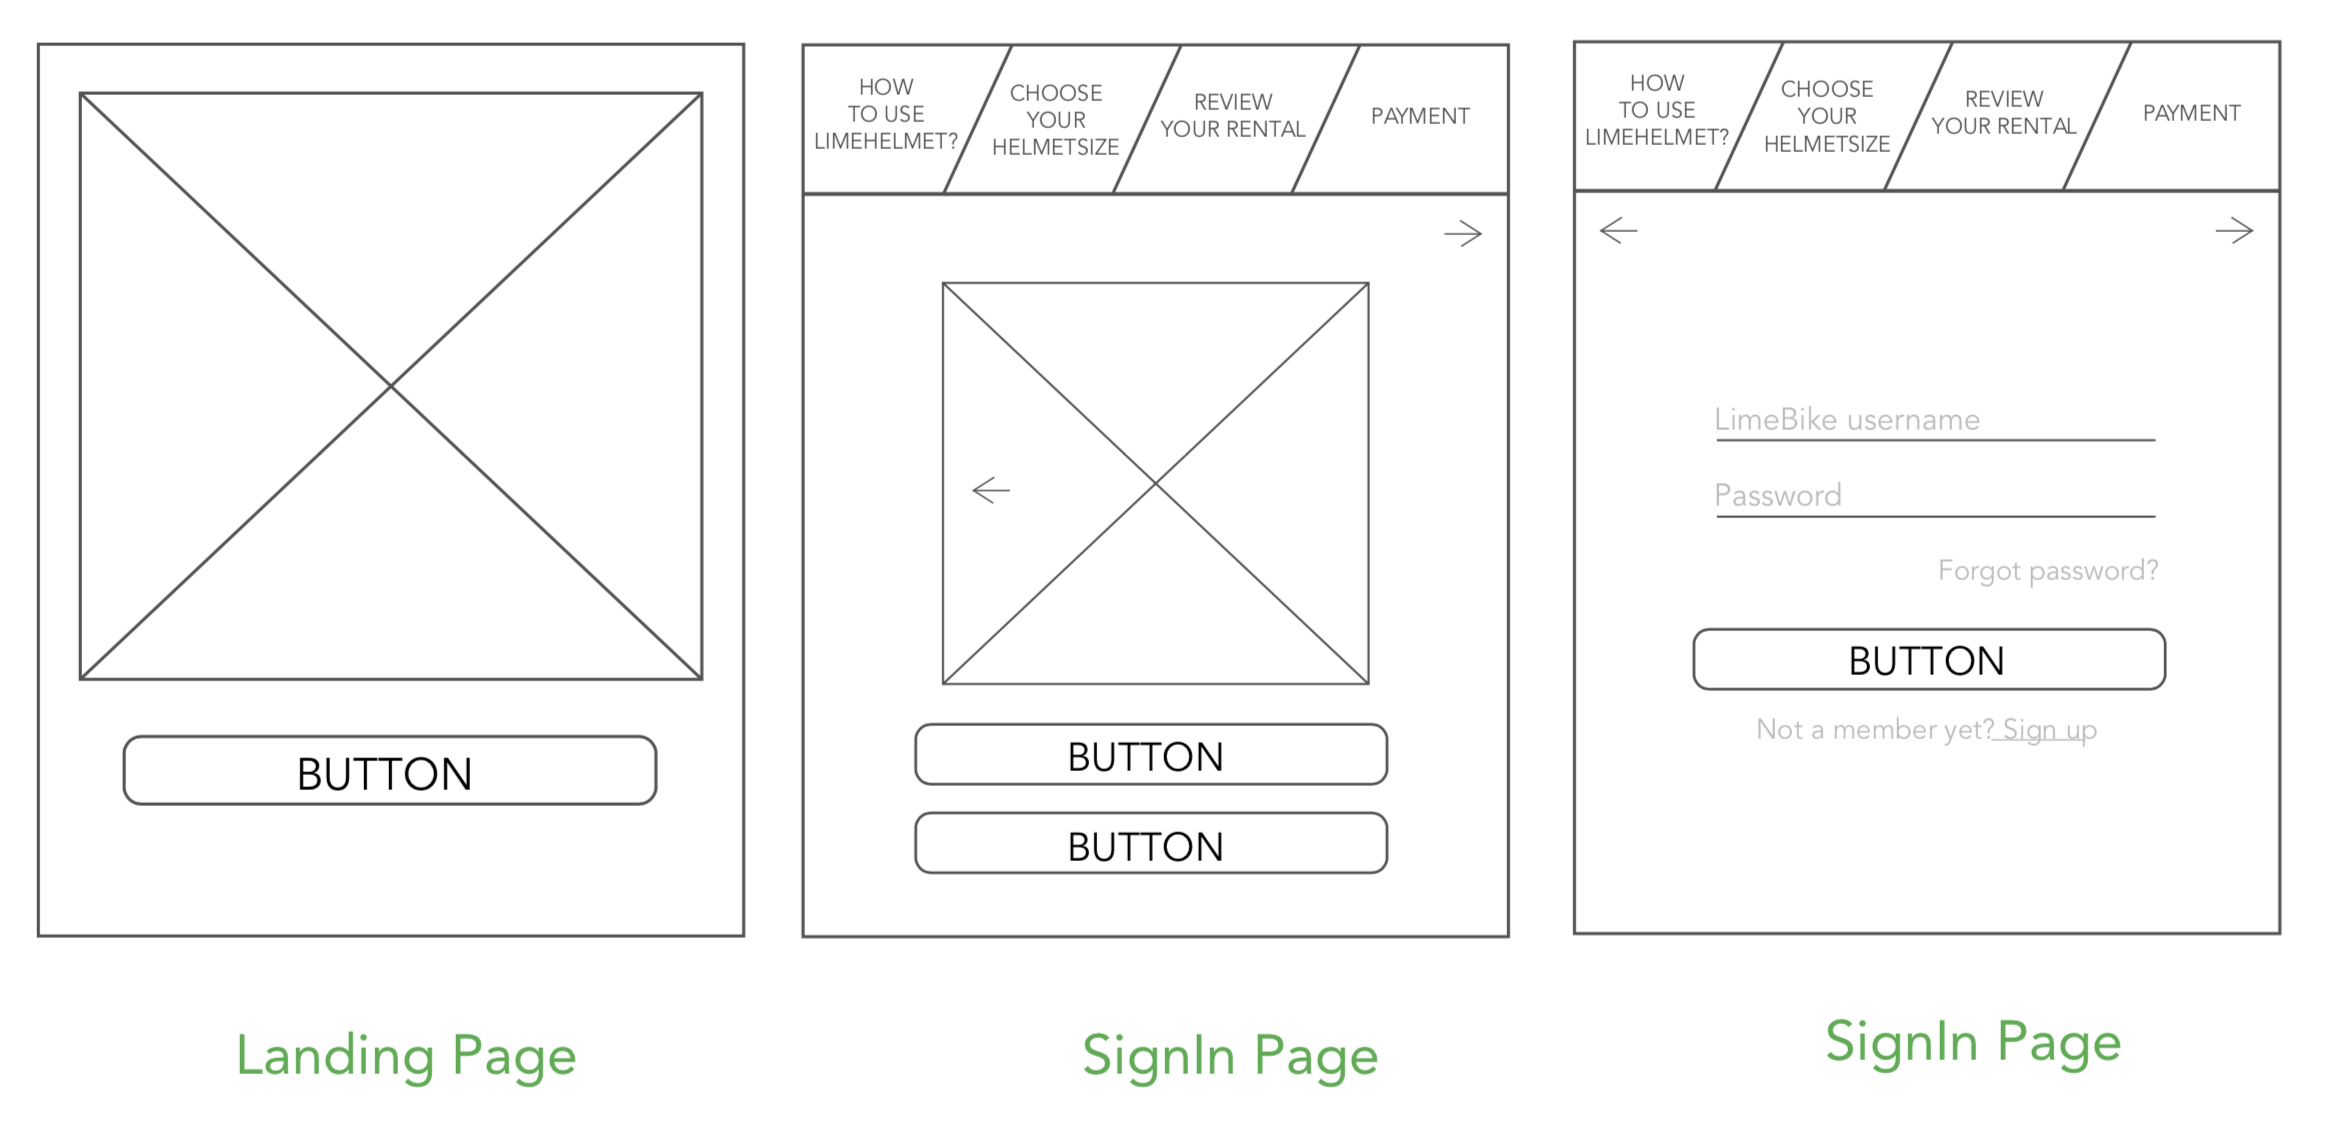 BUTTON
Landing Page
HOW
TO USE
LIMEHELMET?
CHOOSE
YOUR
HELMETSIZE
REVIEW
YOUR RENTAL
PAYMENT
BUTTON
BUTTON
SignIn Page
HOW
TO USE
LIMEHELMET?
CHOOSE
YOUR
HELMETSIZE
REVIEW
YOUR RENTAL
PAYMENT
LimeBike username
Password
Forgot password?
BUTTON
Not a member yet? Sign up
SignIn Page